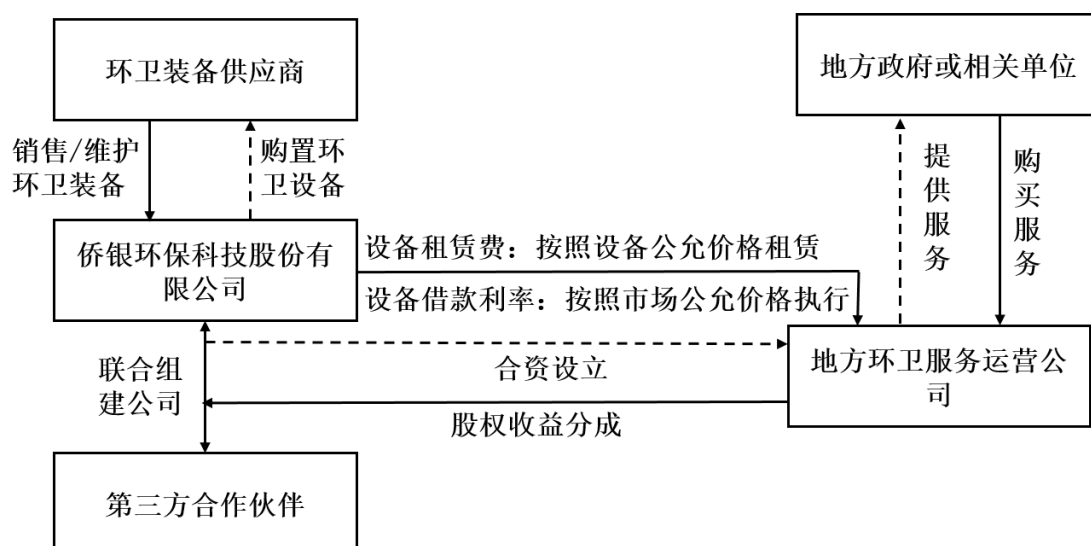 环卫装备供应商
地方政府或相关单位
销售/维护
环卫装备
购置环
卫设备
提供服务
购买服务
侨银环保科技股份有
限公司
设备租赁费：按照设备公允价格租赁
设备借款利率：按照市场公允价格执行
联合组
建公司
合资设立
地方环卫服务运营公
司
股权收益分成
第三方合作伙伴